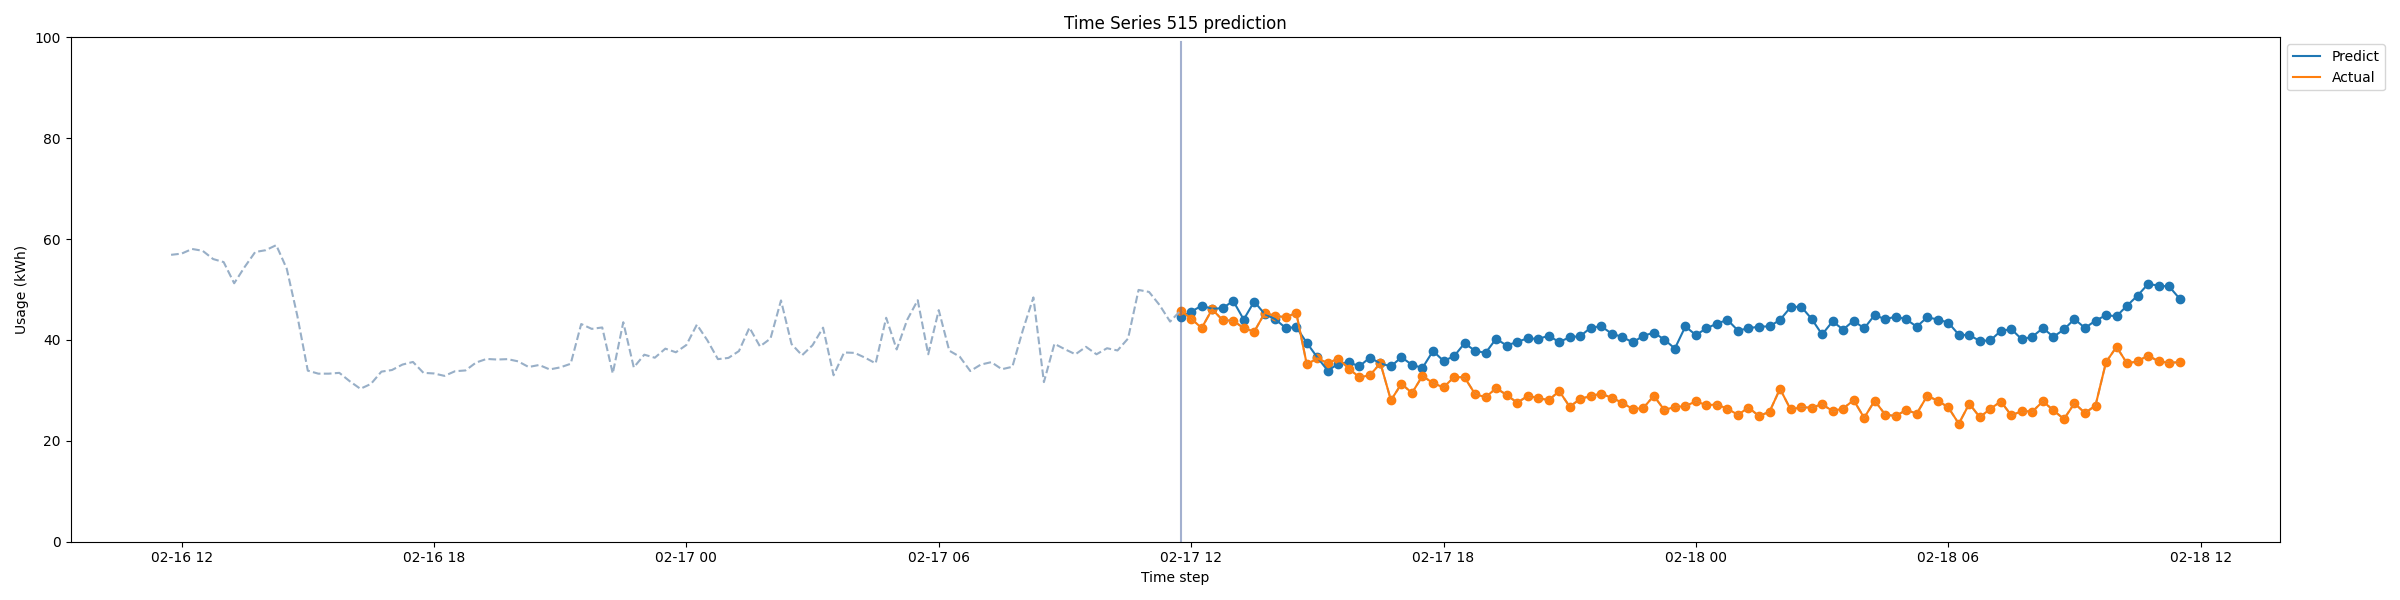 Time Series 515 prediction
Predict
Actual
Usage (kWh)
100
80
60
40
20
0
02-16 12 02-16 18 02-17 00 02-17 06 02-17 12 02-17 18 02-18 00 02-18 06 02-18 12
Time step